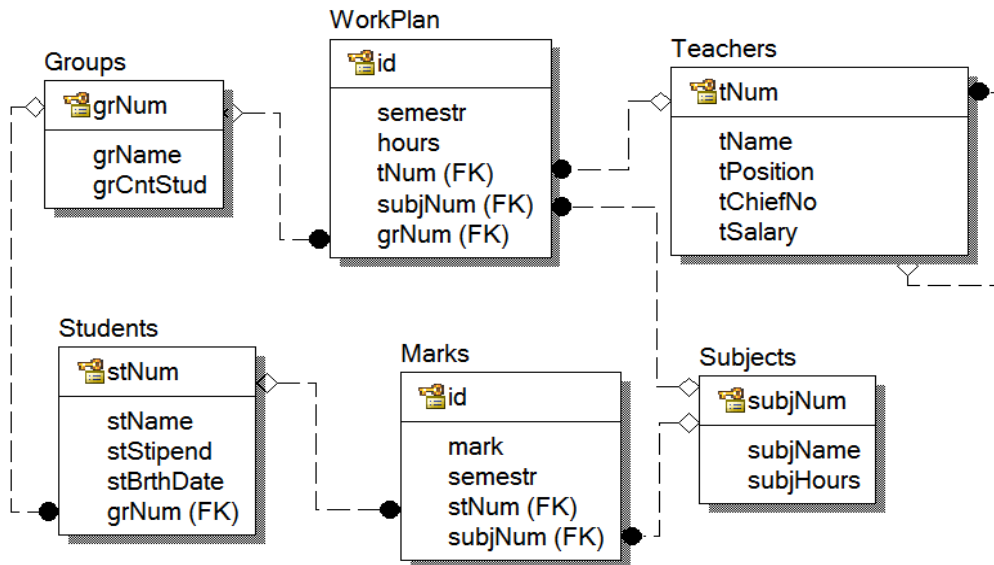 WorkPlan
id
semestr
hours
tNum (FK)
subjNum (FK)
grNum (FK)
Groups
grNum
grName
grCntStud
Teachers
tNum
tName
tPosition
tChiefNo
tSalary
Students
stNum
stName
stStipend
stBrthDate
grNum (FK)
Marks
id
mark
semestr
stNum (FK)
subjNum (FK)
Subjects
subjNum
subjName
subjHours